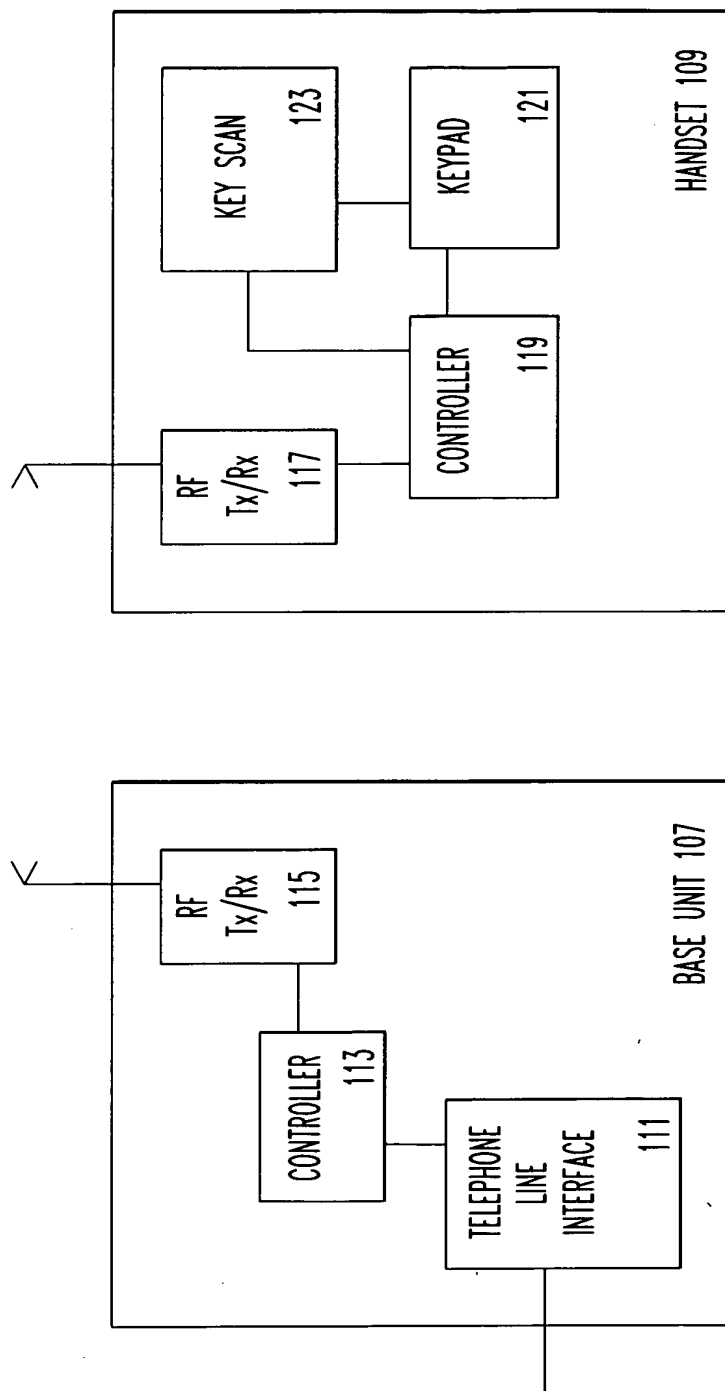 RF
Tx/Rx
115
CONTROLLER
113
TELEPHONE
LINE
INTERFACE
111
BASE UNIT 107
RF
Tx/Rx
117
KEY SCAN
123
CONTROLLER
119
KEYPAD
121
HANDSET 109